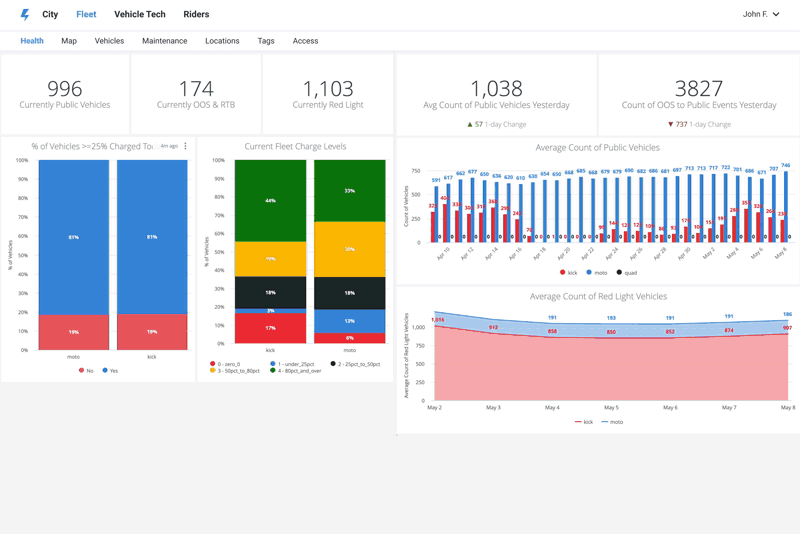 City Fleet Vehicle Tech Riders John F.
Health Map Vehicles Maintenance Locations Tags Access
996
Currently Public Vehicles
174
Currently OOS & RTB
1,103
Currently Red Light
1,038
Avg Count of Public Vehicles Yesterday
▲ 57 1-day Change
3827
Count of OOS to Public Events Yesterday
▼ 737 1-day Change
% of Vehicles >=25% Charged 4m ago
% of Vehicles
100%
90%
80%
70%
60%
50%
40%
30%
20%
10%
0%
81% 81%
19% 19%
moto kick
No Yes
Current Fleet Charge Levels
% of Vehicles
100%
90%
80%
70%
60%
50%
40%
30%
20%
10%
0%
44% 33%
18% 18%
3% 13%
17% 6%
kick moto
0 - zero_0 1 - under_25pct 2 - 25pct_to_50pct
3 - 50pct_to_80pct 4 - 80pct_and_over
Average Count of Public Vehicles
Count of Vehicles
750
500
250
0
591 617 662 677 650 636 620 610 630 654 650 668 685 668 679 679 690 682 686 681 697 713 713 717 722 701 686 671 707 746
Apr 10 Apr 12 Apr 14 Apr 16 Apr 18 Apr 20 Apr 22 Apr 24 Apr 26 Apr 28 Apr 30 May 2 May 4 May 6 May 8
kick moto quad
Average Count of Red Light Vehicles
Average Count of Red Light Vehicles
1,000
750
500
250
0
191 193 191 191 186
1,016 912 858 850 852 874 907
May 2 May 3 May 4 May 5 May 6 May 7 May 8
kick moto